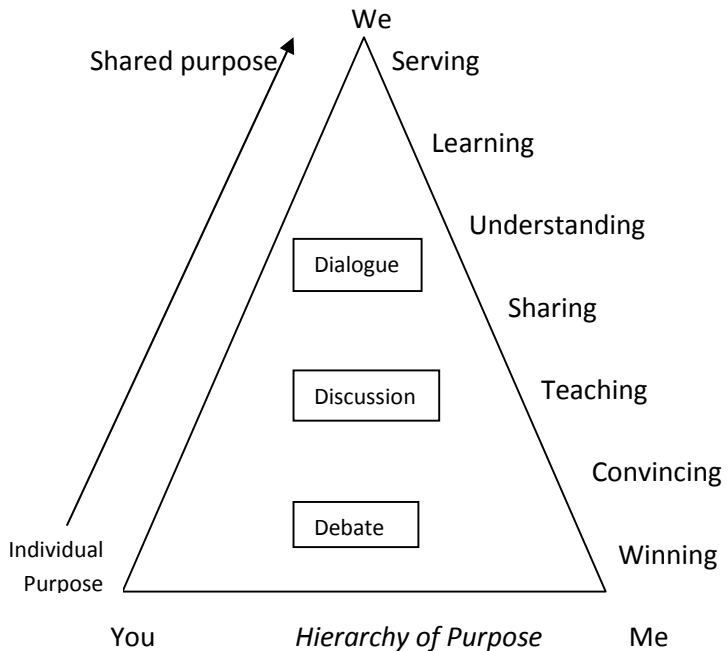 We
Shared purpose
Serving
Learning
Understanding
Dialogue
Sharing
Discussion
Teaching
Convincing
Debate
Individual
Purpose
Winning
You
Hierarchy of Purpose
Me